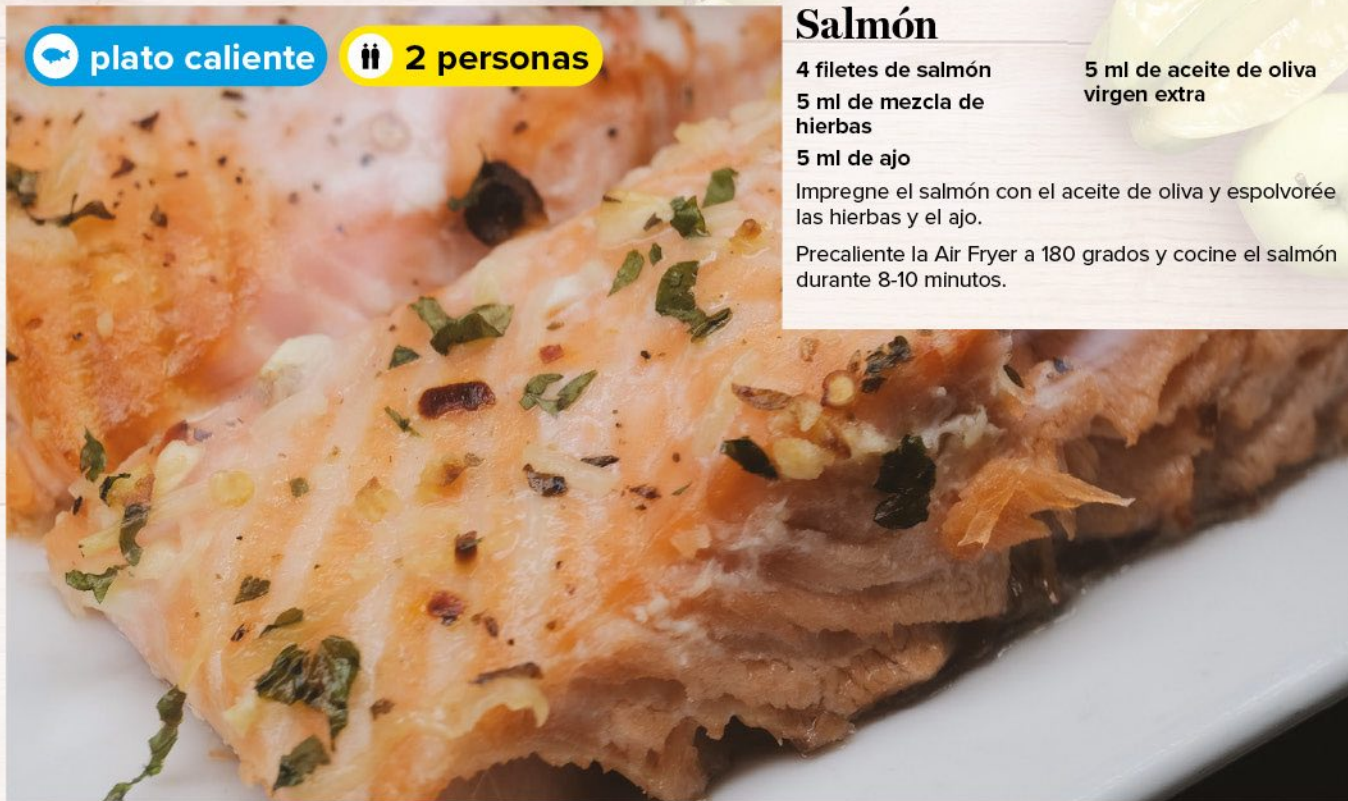 plato caliente
2 personas
Salmón
4 filetes de salmón
5 ml de mezcla de
hierbas
5 ml de ajo
5 ml de aceite de oliva
virgen extra
Impregne el salmón con el aceite de oliva y espolvorée
las hierbas y el ajo.
Precaliente la Air Fryer a 180 grados y cocine el salmón
durante 8-10 minutos.